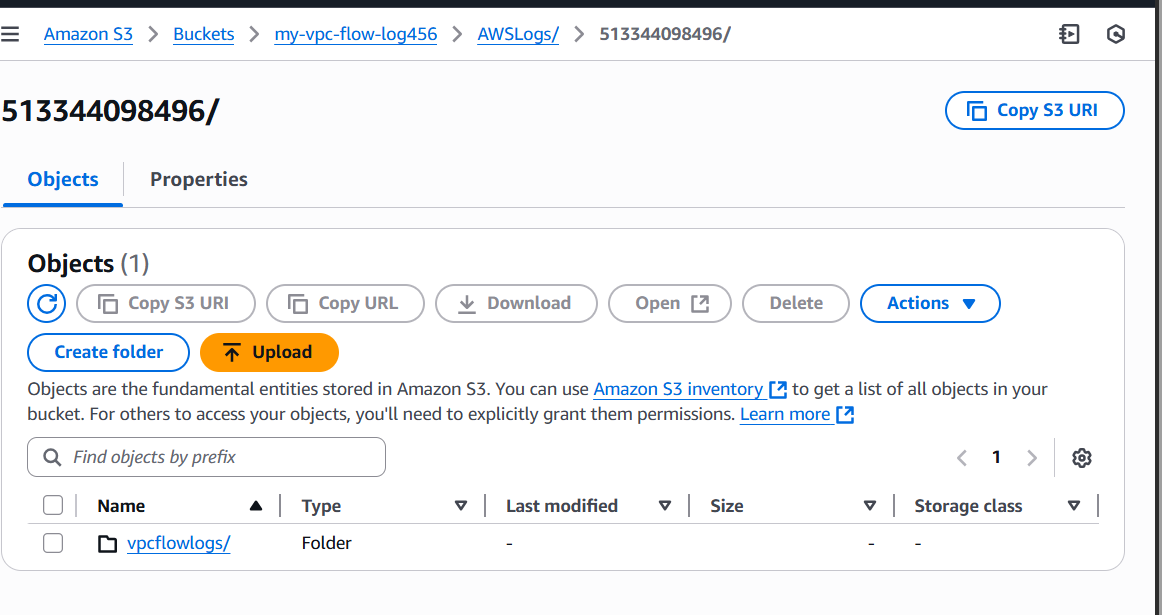 Amazon S3 > Buckets > my-vpc-flow-log456 > AWSLogs/ > 513344098496/
513344098496/
Copy S3 URI
Objects Properties
Objects (1)
Copy S3 URI Copy URL Download Open Delete Actions
Create folder Upload
Objects are the fundamental entities stored in Amazon S3. You can use Amazon S3 inventory to get a list of all objects in your
bucket. For others to access your objects, you'll need to explicitly grant them permissions. Learn more
Find objects by prefix 1
Name Type Last modified Size Storage class
vpcflowlogs/ Folder - - -